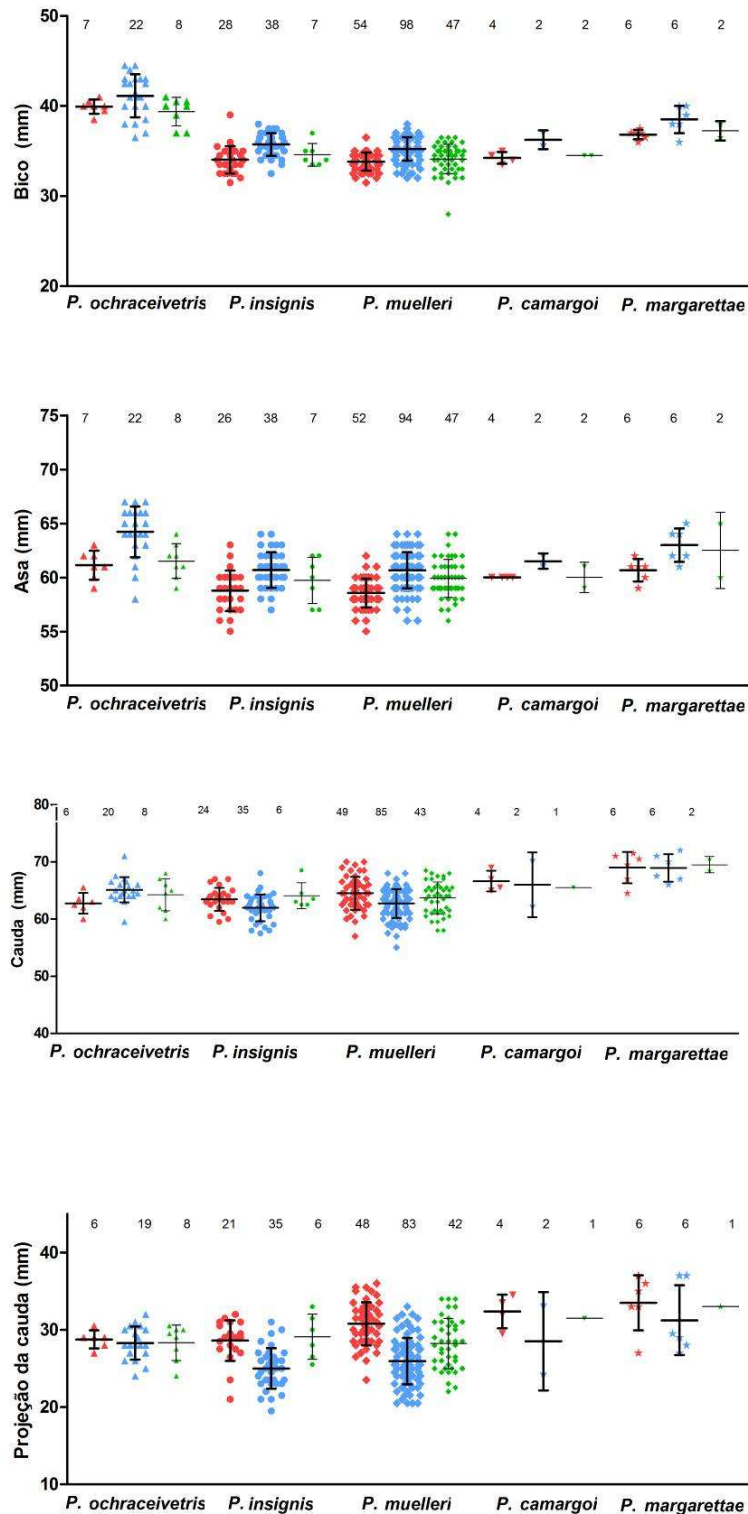 7 22 8 28 38 7 54 98 47 4 2 2 6 6 2
40
30
20
Bico (mm)
P. ochraceivetris P. insignis P. muelleri P. camargoi P. margarettae
75
7 22 8 26 38 7 52 94 47 4 2 2 6 6 2
70
65
60
55
50
Asa (mm)
P. ochraceivetris P. insignis P. muelleri P. camargoi P. margarettae
80
6 20 8 24 35 6 49 85 43 4 2 1 6 6 2
70
60
50
40
Cauda (mm)
P. ochraceivetris P. insignis P. muelleri P. camargoi P. margarettae
6 19 8 21 35 6 48 83 42 4 2 1 6 6 1
40
30
20
10
Projeção da cauda (mm)
P. ochraceivetris P. insignis P. muelleri P. camargoi P. margarettae